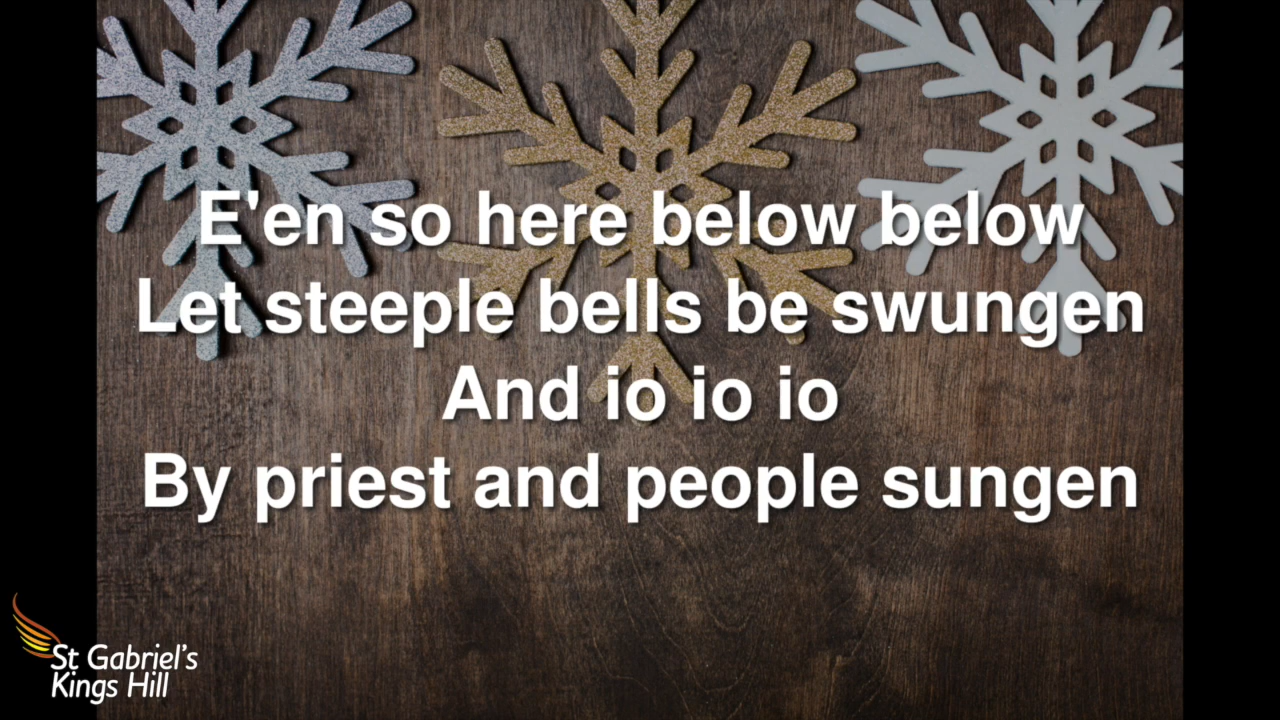 E'en so here below below
Let steeple bells be swungen
And io io io
By priest and people sungen
St Gabriel's
Kings Hill